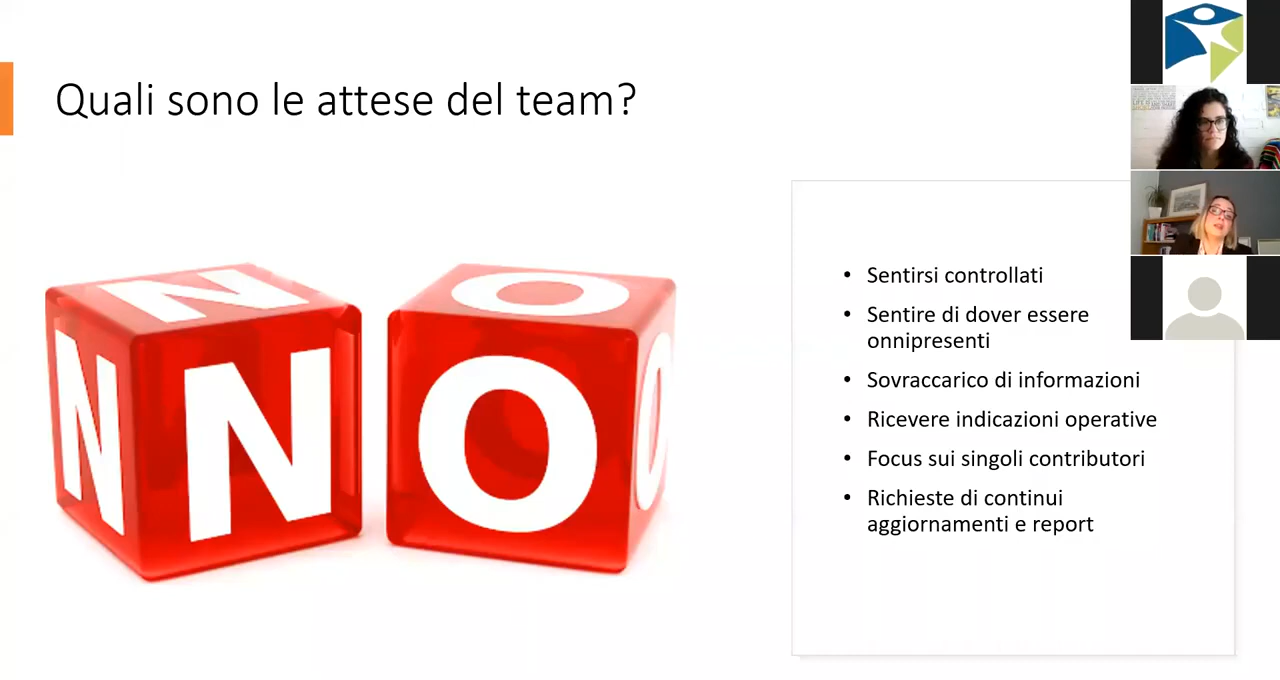 Quali sono le attese del team?
N
O
N
N
O
O
• Sentirsi controllati
• Sentire di dover essere
onnipresenti
• Sovraccarico di informazioni
• Ricevere indicazioni operative
• Focus sui singoli contributori
• Richieste di continui
aggiornamenti e report